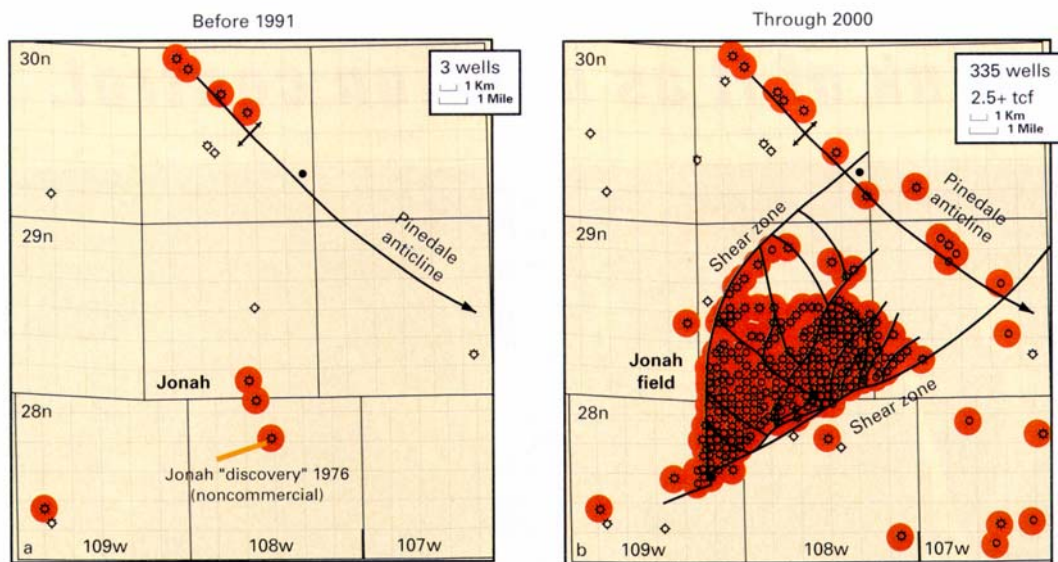 Before 1991
30n
3 wells
1 Km
1 Mile
29n
Pinedale
anticline
Jonah
28n
Jonah "discovery" 1976
(noncommercial)
a
109w
108w
107w
Through 2000
30n
335 wells
2.5+ tcf
1 Km
1 Mile
Pinedale
anticline
29n
Shear zone
Jonah
field
28n
Shear zone
b
109w
108w
107w